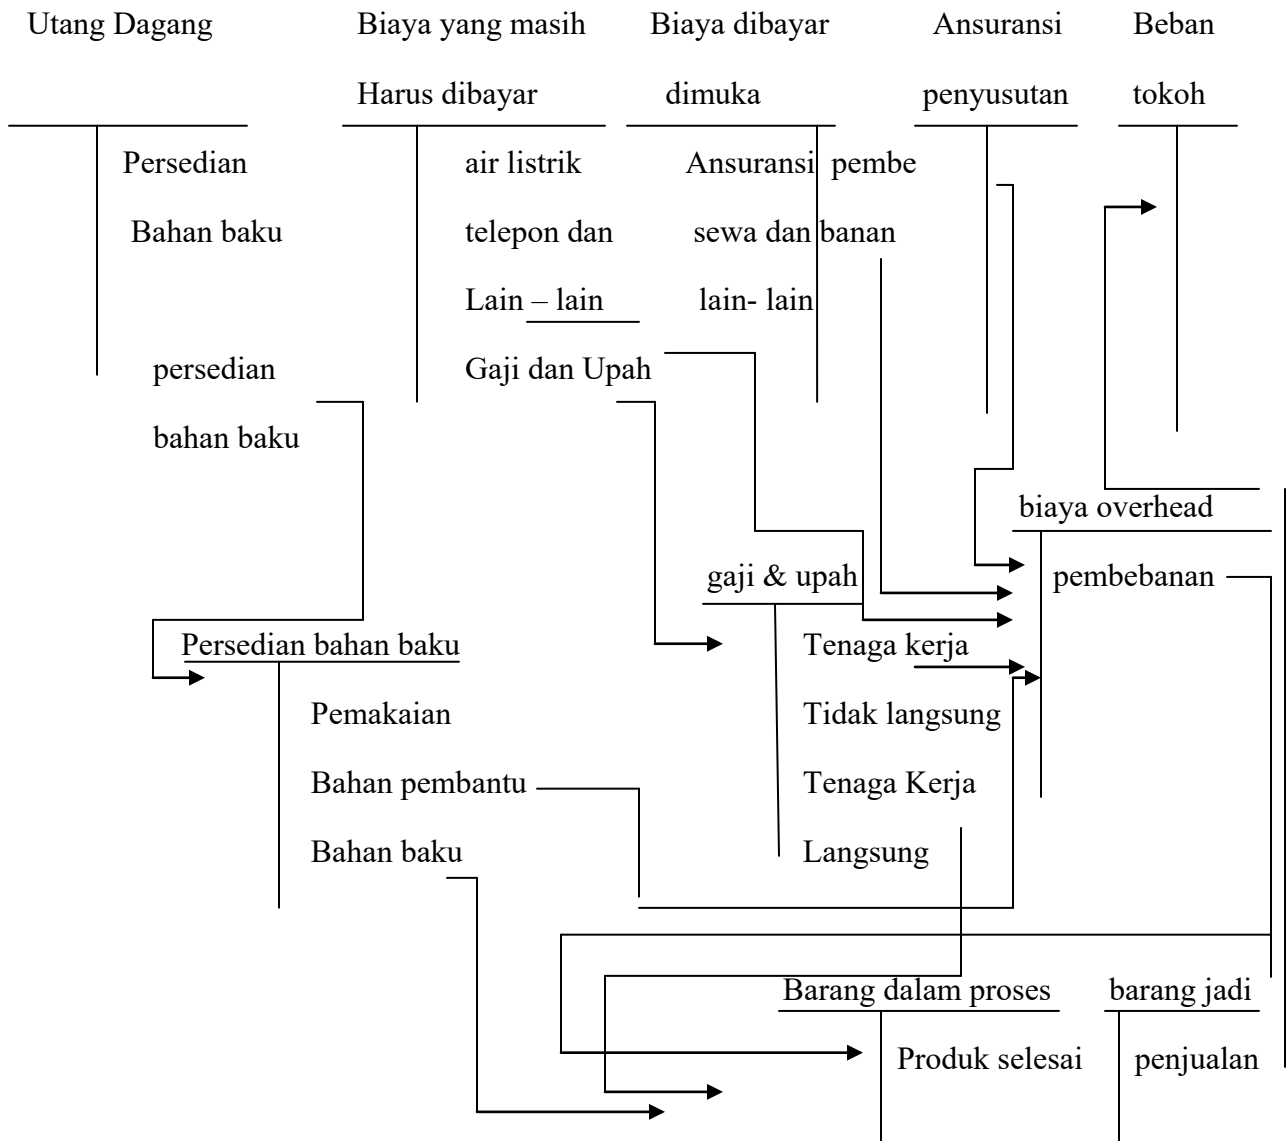 Utang Dagang Biaya yang masih Biaya dibayar Ansuransi Beban
Harus dibayar dimuka penyusutan tokoh
Persedian air listrik Ansuransi pembe
Bahan baku telepon dan sewa dan banan
Lain – lain lain- lain
persedian Gaji dan Upah
bahan baku
biaya overhead
gaji & upah pembebanan
Persedian bahan baku Tenaga kerja
Pemakaian Tidak langsung
Bahan pembantu Tenaga Kerja
Bahan baku Langsung
Barang dalam proses barang jadi
Produk selesai penjualan